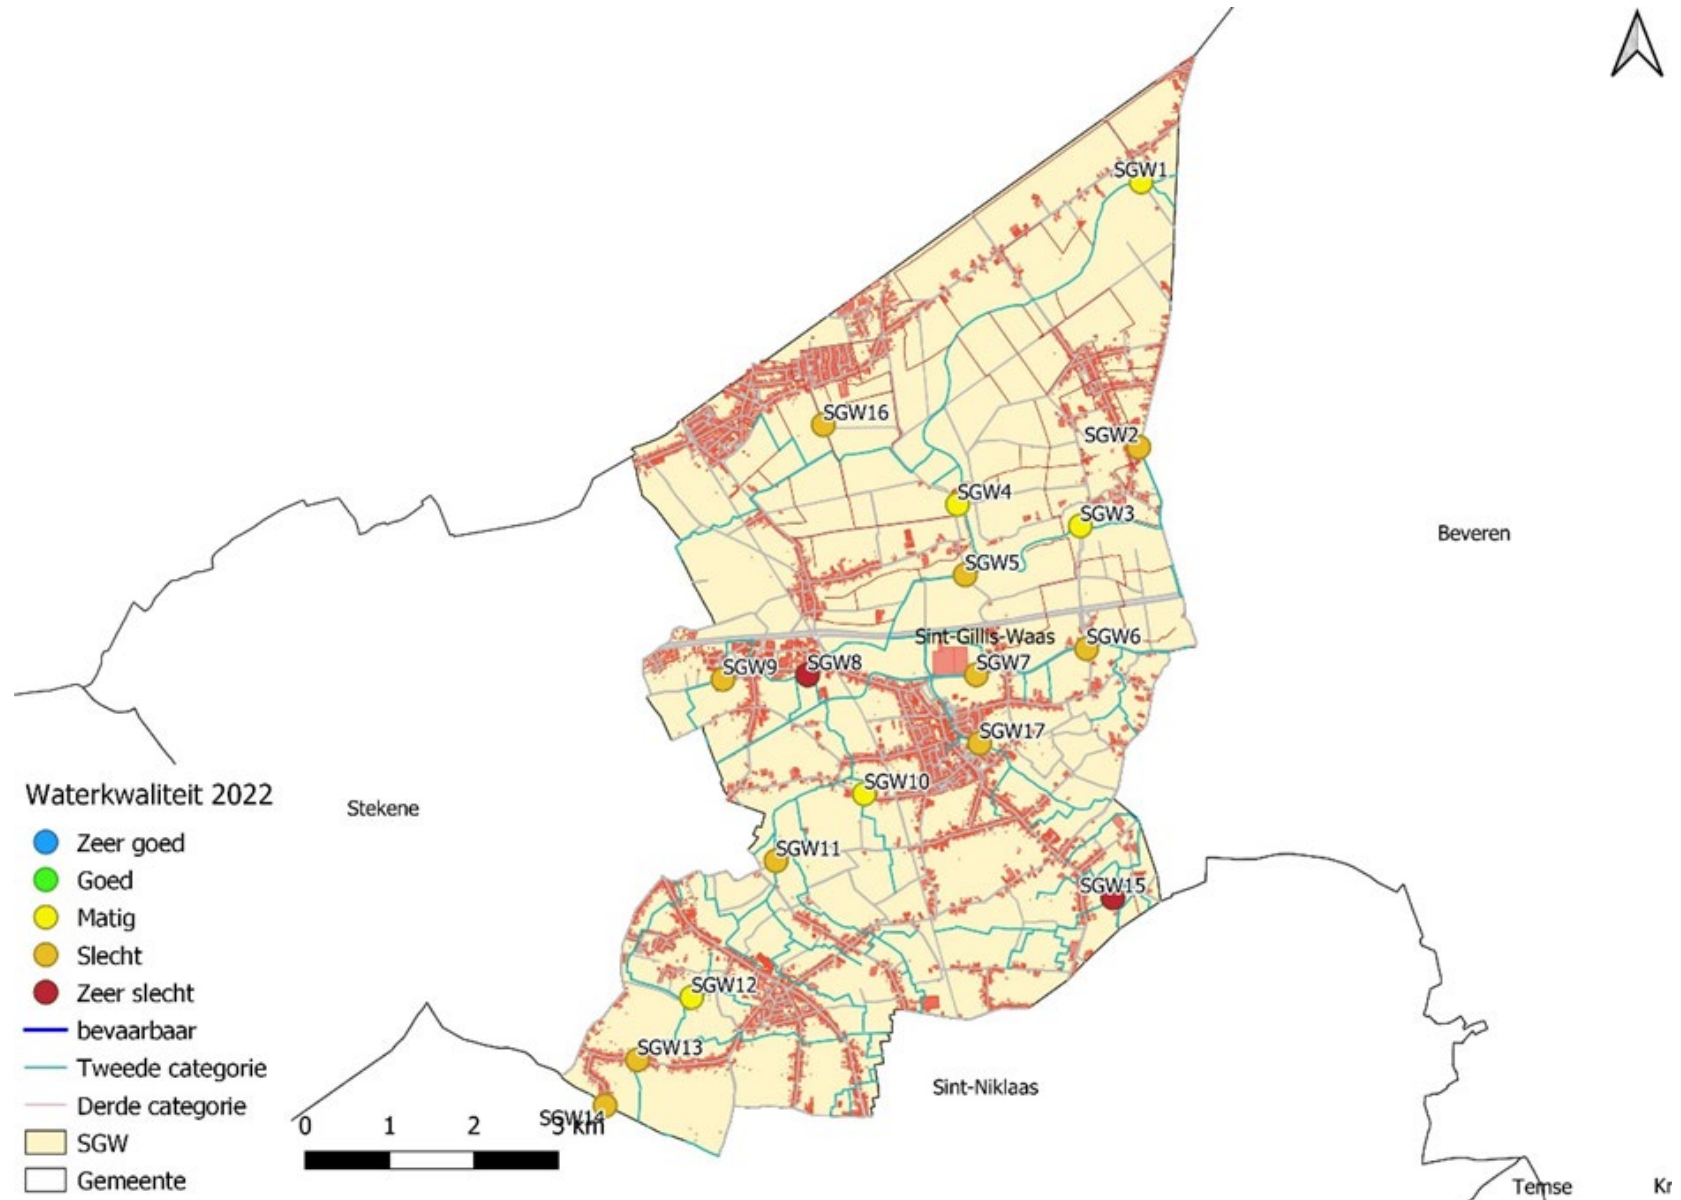 SGW1
SGW16
SGW2
SGW4
SGW3
Beveren
SGW5
Sint-Gillis-Waas
SGW6
SGW9
SGW8
SGW7
SGW17
SGW10
Waterkwaliteit 2022
Stekene
Zeer goed
SGW11
Goed
SGW15
Matig
Slecht
SGW12
Zeer slecht
bevaarbaar
SGW13
Tweede categorie
Sint-Niklaas
Derde categorie
SGW14
0 1 2 3 km
SGW
Gemeente
Temse
Kr